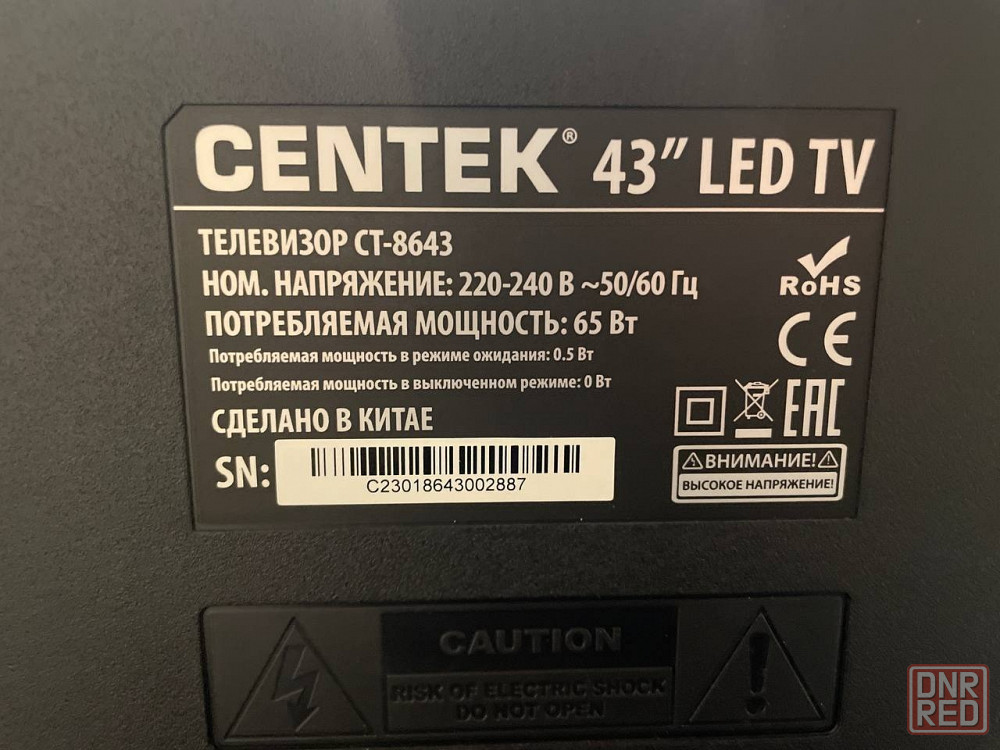 CENTEK® 43” LED TV
ТЕЛЕВИЗОР CT-8643
НОМ. НАПРЯЖЕНИЕ: 220-240 В ~50/60 Гц
ПОТРЕБЛЯЕМАЯ МОЩНОСТЬ: 65 Вт
Потребляемая мощность в режиме ожидания: 0.5 Вт
Потребляемая мощность в выключенном режиме: 0 Вт
СДЕЛАНО В КИТАЕ
SN:
C23018643002887
RoHS
CE
EAC
ВНИМАНИЕ!
ВЫСОКОЕ НАПРЯЖЕНИЕ!
CAUTION
RISK OF ELECTRIC SHOCK
DO NOT OPEN
DNR
RED